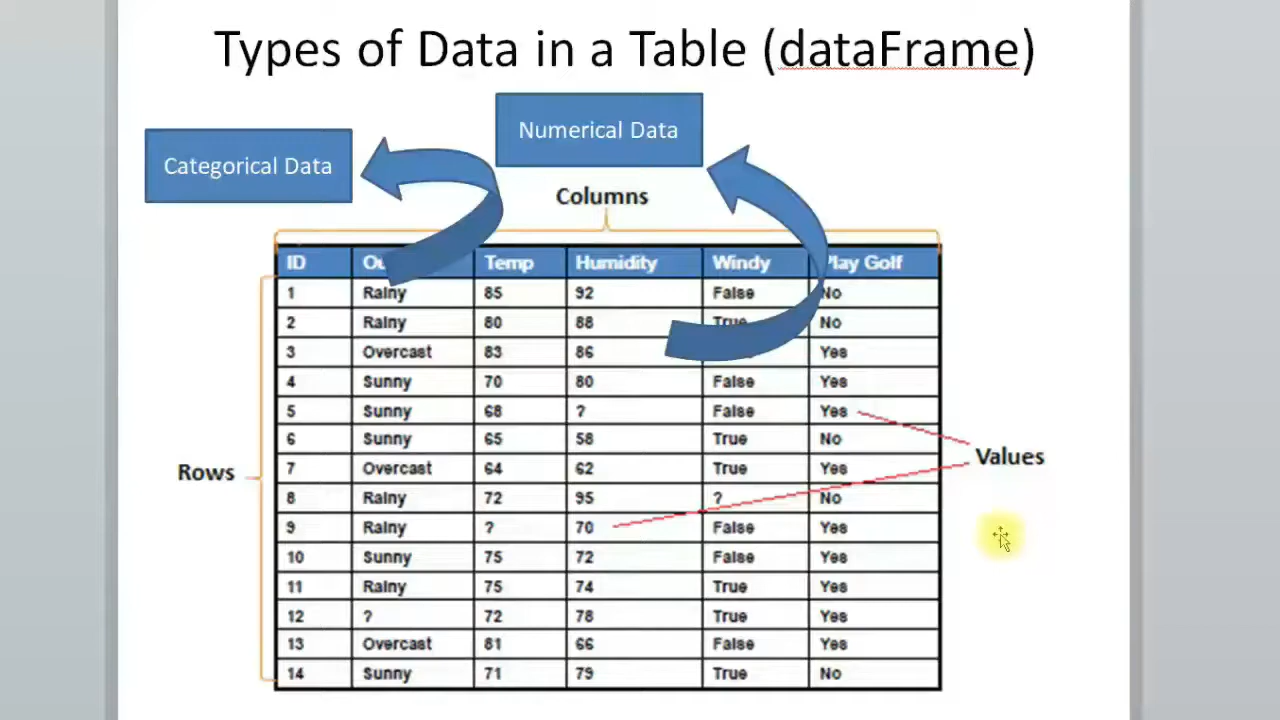 Types of Data in a Table (dataFrame)
Numerical Data
Categorical Data
Columns
ID Temp Humidity Windy Play Golf
1 Rainy 85 92 False No
2 Rainy 80 88 True No
3 Overcast 83 86 Yes
4 Sunny 70 80 False Yes
5 Sunny 68 ? False Yes
6 Sunny 65 58 True No
7 Overcast 64 62 True Yes
8 Rainy 72 95 ? No
9 Rainy ? 70 False Yes
10 Sunny 75 72 False Yes
11 Rainy 75 74 True Yes
12 ? 72 78 True Yes
13 Overcast 81 66 False Yes
14 Sunny 71 79 True No
Rows
Values